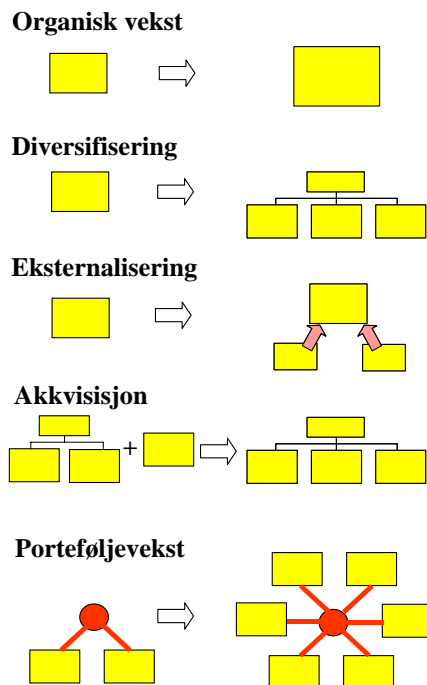 Organisk vekst
Diversifisering
Eksternalisering
Akkvisisjon
+
Porteføljevekst